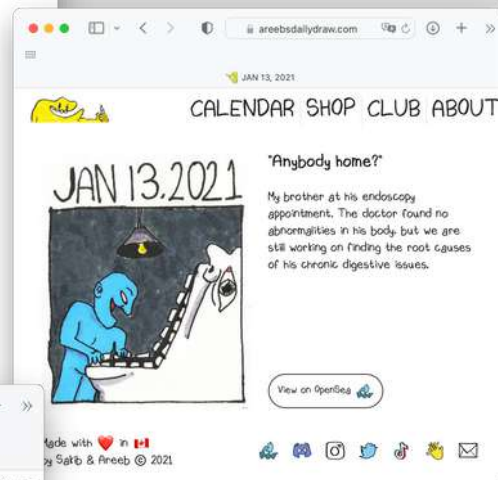 areebsdailydraw.com
JAN 13, 2021
CALENDAR SHOP CLUB ABOUT
JAN 13.2021
"Anybody home?"
My brother at his endoscopy
appointment. The doctor found no
abnormalities in his body, but we are
still working on finding the root causes
of his chronic digestive issues.
View on OpenSea
Made with ❤️ in 🇨🇦
by Sakib & Areeb © 2021